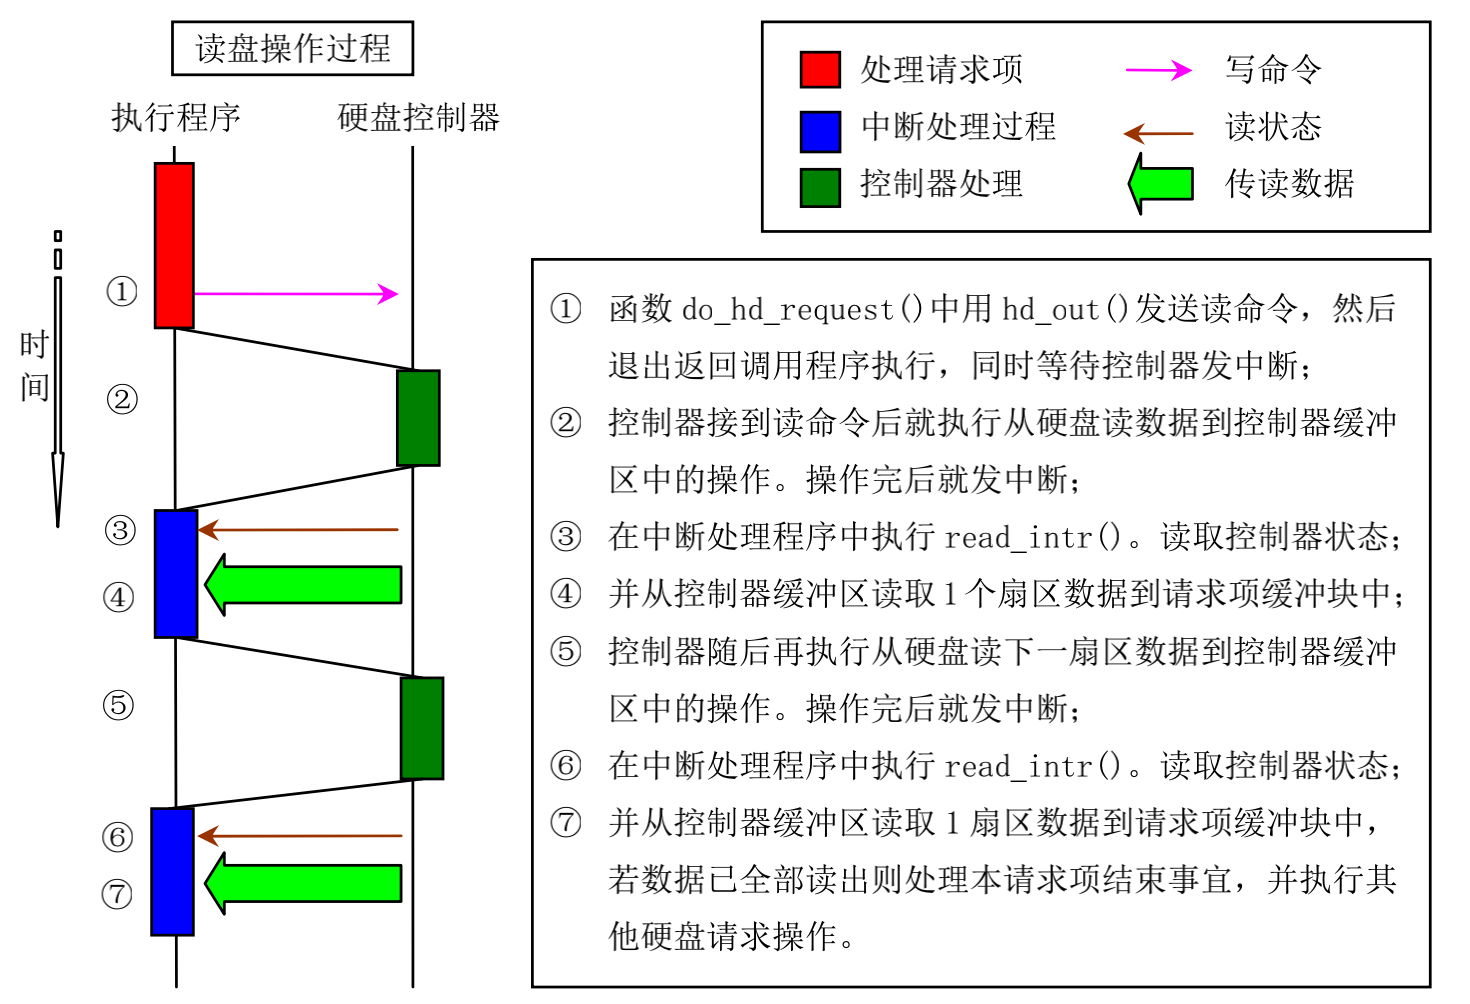 读盘操作过程
执行程序
硬盘控制器
时
间
①
②
③
④
⑤
⑥
⑦
处理请求项
写命令
中断处理过程
读状态
控制器处理
传读数据
① 函数 do_hd_request()中用 hd_out()发送读命令，然后
退出返回调用程序执行，同时等待控制器发中断；
② 控制器接到读命令后就执行从硬盘读数据到控制器缓冲
区中的操作。操作完后就发中断；
③ 在中断处理程序中执行 read_intr()。读取控制器状态；
④ 并从控制器缓冲区读取 1 个扇区数据到请求项缓冲块中；
⑤ 控制器随后再执行从硬盘读下一扇区数据到控制器缓冲
区中的操作。操作完后就发中断；
⑥ 在中断处理程序中执行 read_intr()。读取控制器状态；
⑦ 并从控制器缓冲区读取 1 扇区数据到请求项缓冲块中，
若数据已全部读出则处理本请求项结束事宜，并执行其
他硬盘请求操作。